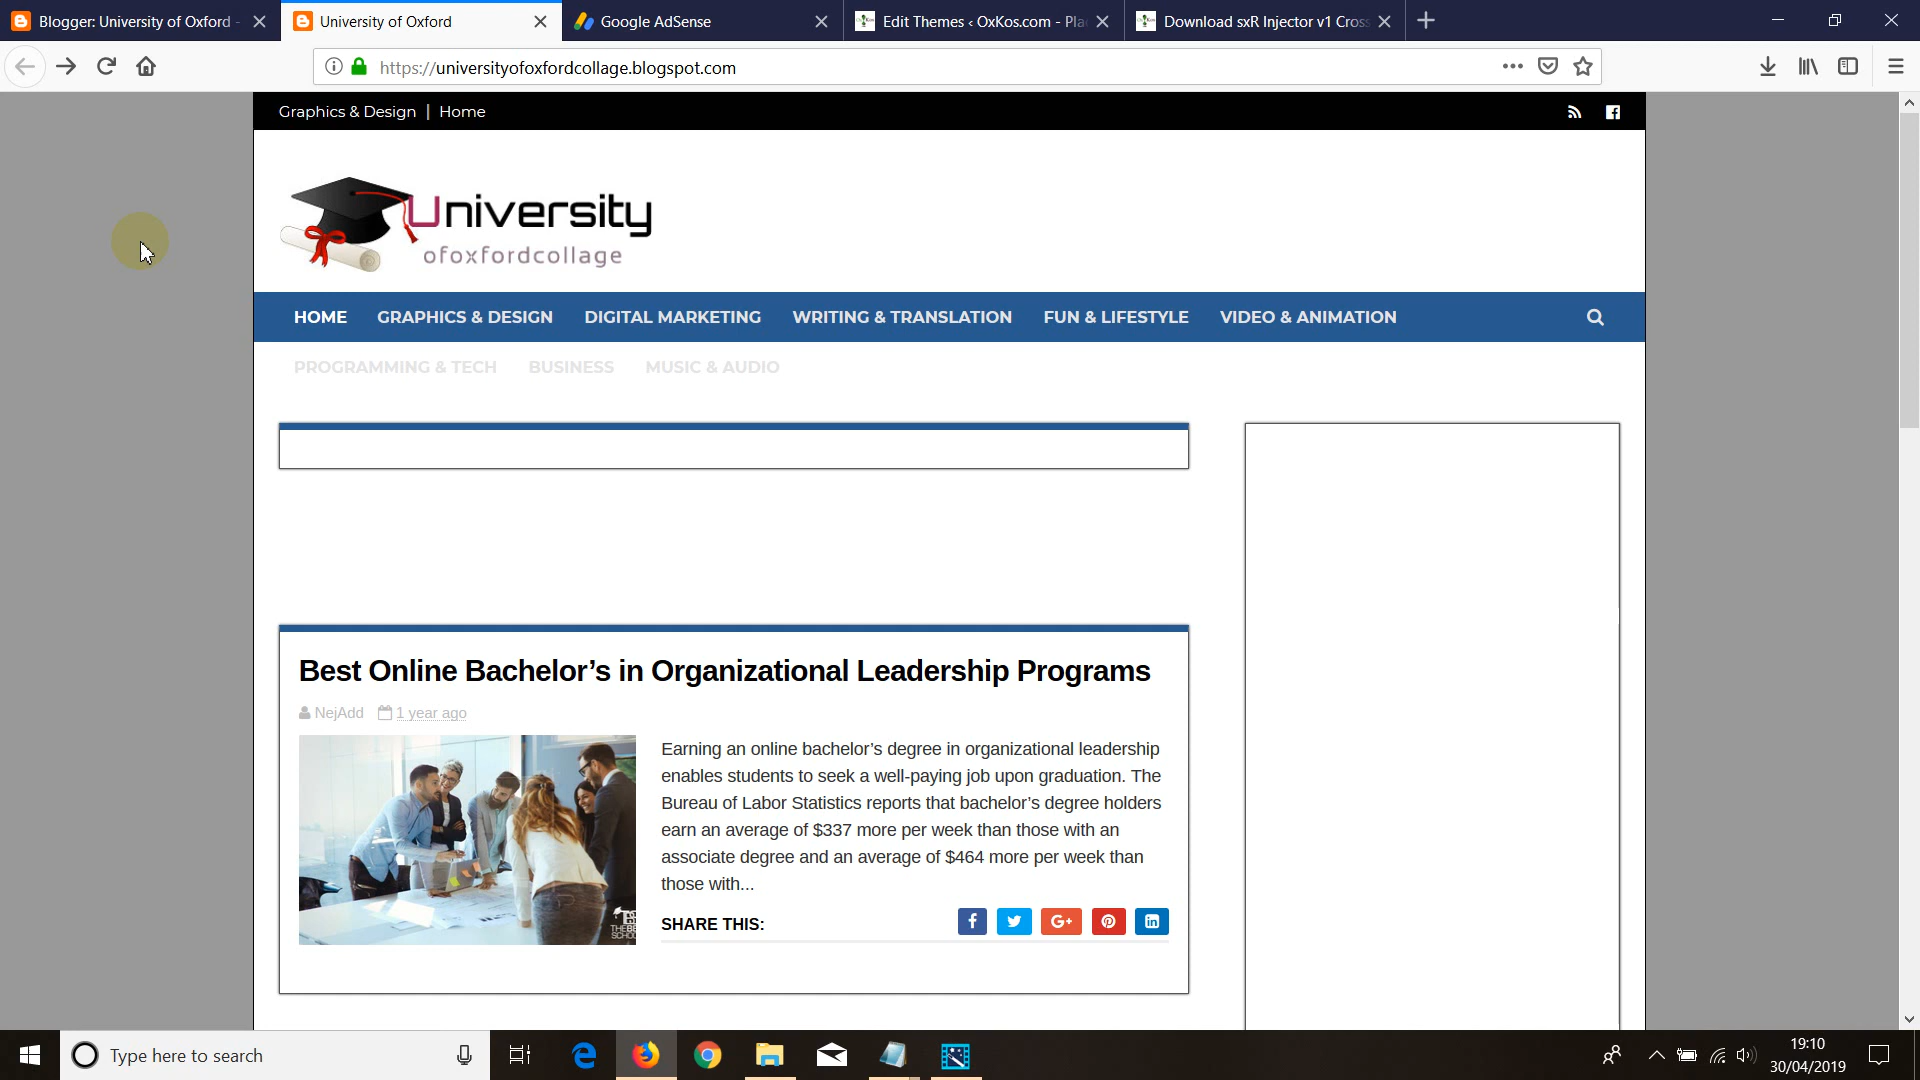 Blogger: University of Oxford -
University of Oxford
Google AdSense
Edit Themes ‹ OxKos.com - Pla
Download sxR Injector v1 Cros
https://universityofoxfordcollage.blogspot.com
Graphics & Design | Home
University
ofoxfordcollage
HOME GRAPHICS & DESIGN DIGITAL MARKETING WRITING & TRANSLATION FUN & LIFESTYLE VIDEO & ANIMATION
PROGRAMMING & TECH BUSINESS MUSIC & AUDIO
Best Online Bachelor’s in Organizational Leadership Programs
NejAdd 1 year ago
Earning an online bachelor’s degree in organizational leadership
enables students to seek a well-paying job upon graduation. The
Bureau of Labor Statistics reports that bachelor’s degree holders
earn an average of $337 more per week than those with an
associate degree and an average of $464 more per week than
those with...
SHARE THIS:
G+
Type here to search
19:10
30/04/2019